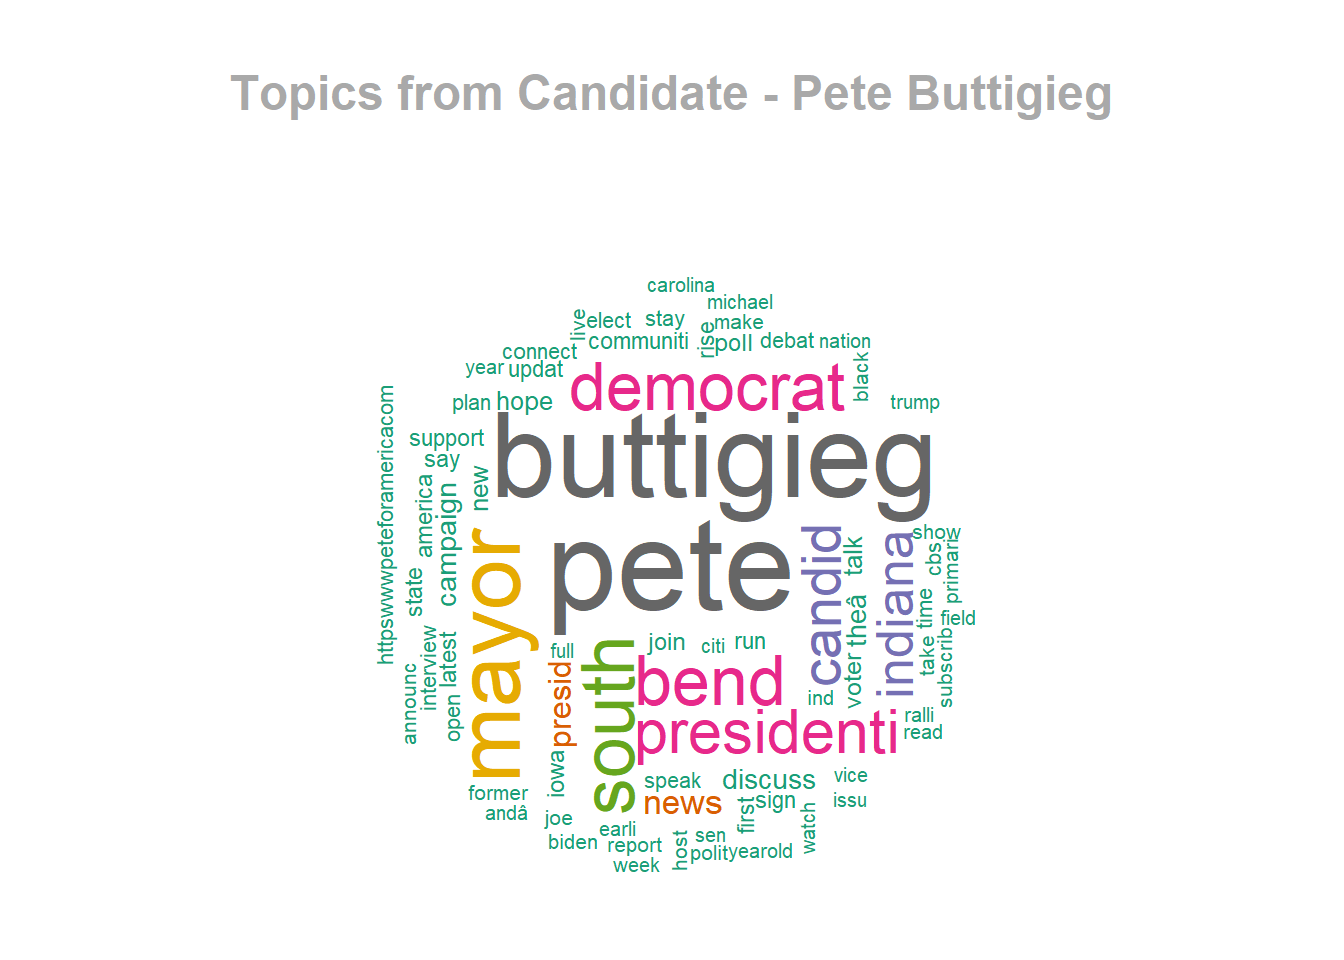 Topics from Candidate - Pete Buttigieg
carolina
michael
live
elect
stay
rise
make
communiti
poll
debat
nation
connect
year
updat
democrat
black
plan
hope
trump
httpswwwpeteforamericacom
support
say
new
buttigieg
america
campaign
mayor
pete
candid
talk
indiana
show
cbs
primari
state
theâ
time
field
interview
latest
full
south
join
citi
run
voter
take
subscrib
announc
open
presid
bend
ind
presidenti
ralli
read
iowa
speak
discuss
vice
former
news
sign
issu
andâ
joe
first
watch
earli
biden
report
host
sen
polit
yearold
week